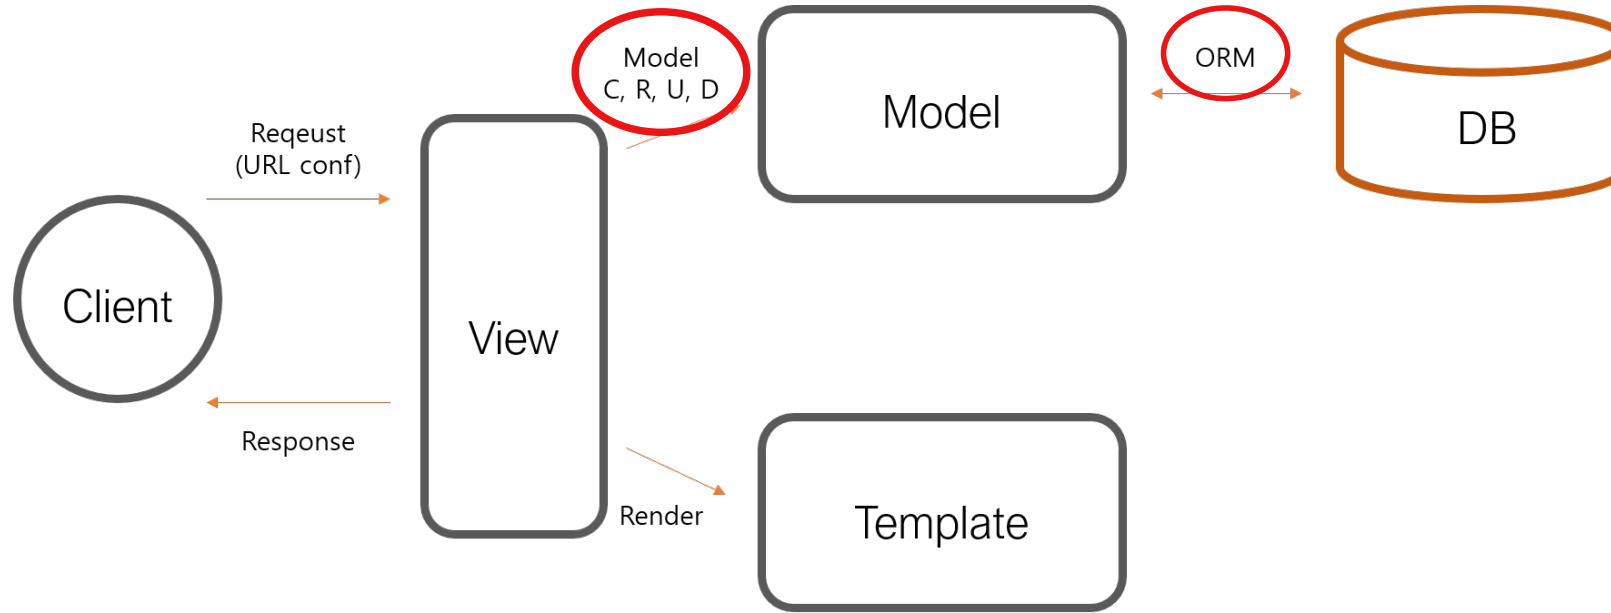 Model
C, R, U, D
Model
ORM
DB
Reqeust
(URL conf)
Client
View
Response
Render
Template